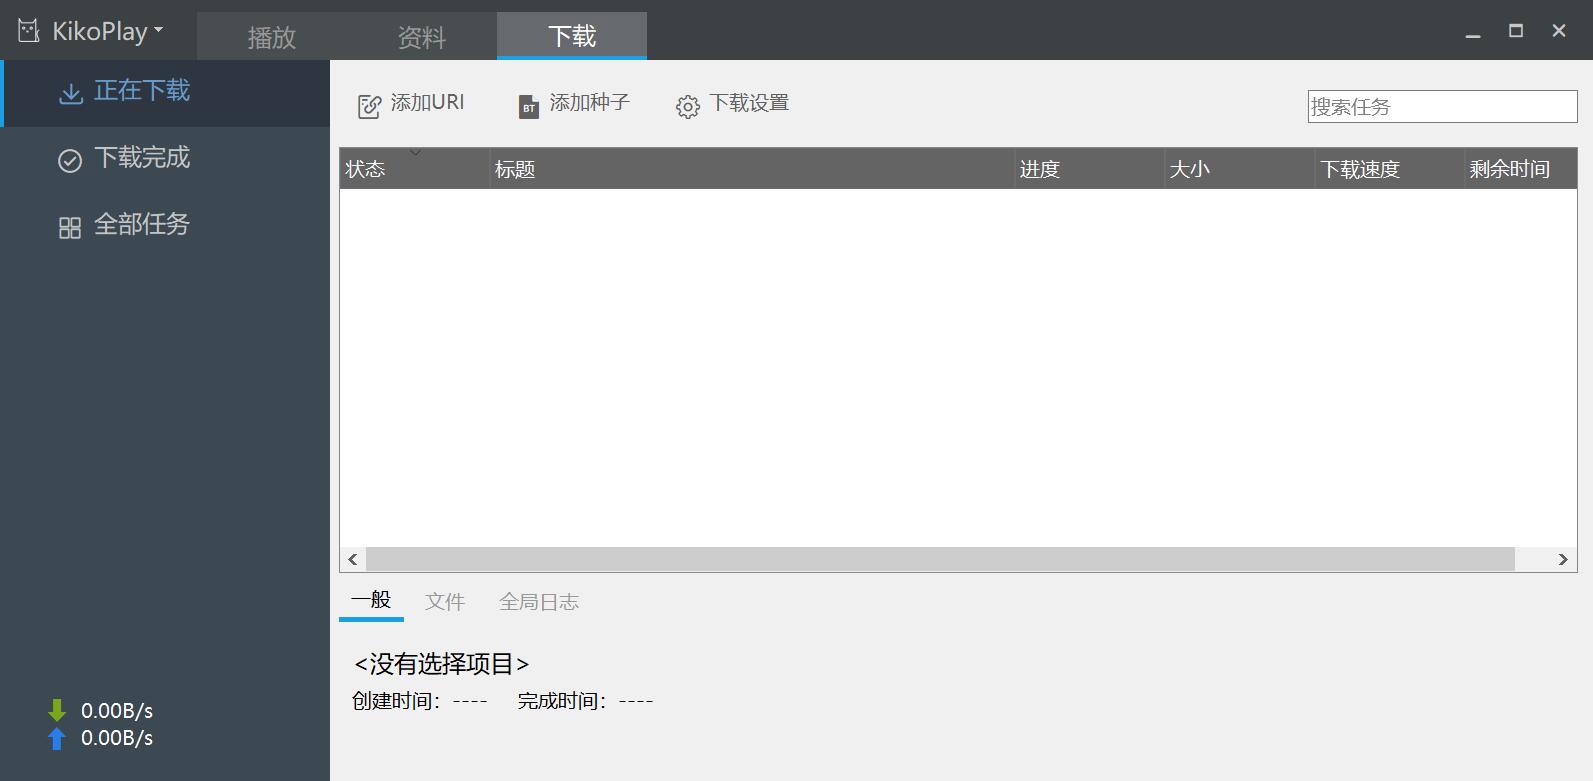 KikoPlay
播放
资料
下载
正在下载
下载完成
全部任务
0.00B/s
0.00B/s
添加URI
BT
添加种子
下载设置
搜索任务
状态
标题
进度
大小
下载速度
剩余时间
一般
文件
全局日志
<没有选择项目>
创建时间：---- 完成时间：----